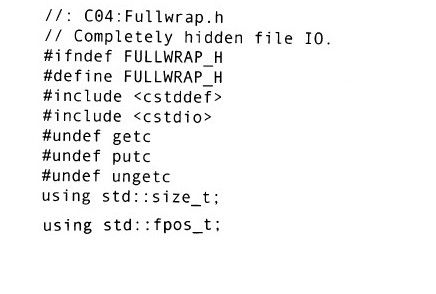 //: C04:Fullwrap.h
// Completely hidden file IO.
#ifndef FULLWRAP_H
#define FULLWRAP_H
#include <cstddef>
#include <cstdio>
#undef getc
#undef putc
#undef ungetc
using std::size_t;
using std::fpos_t;